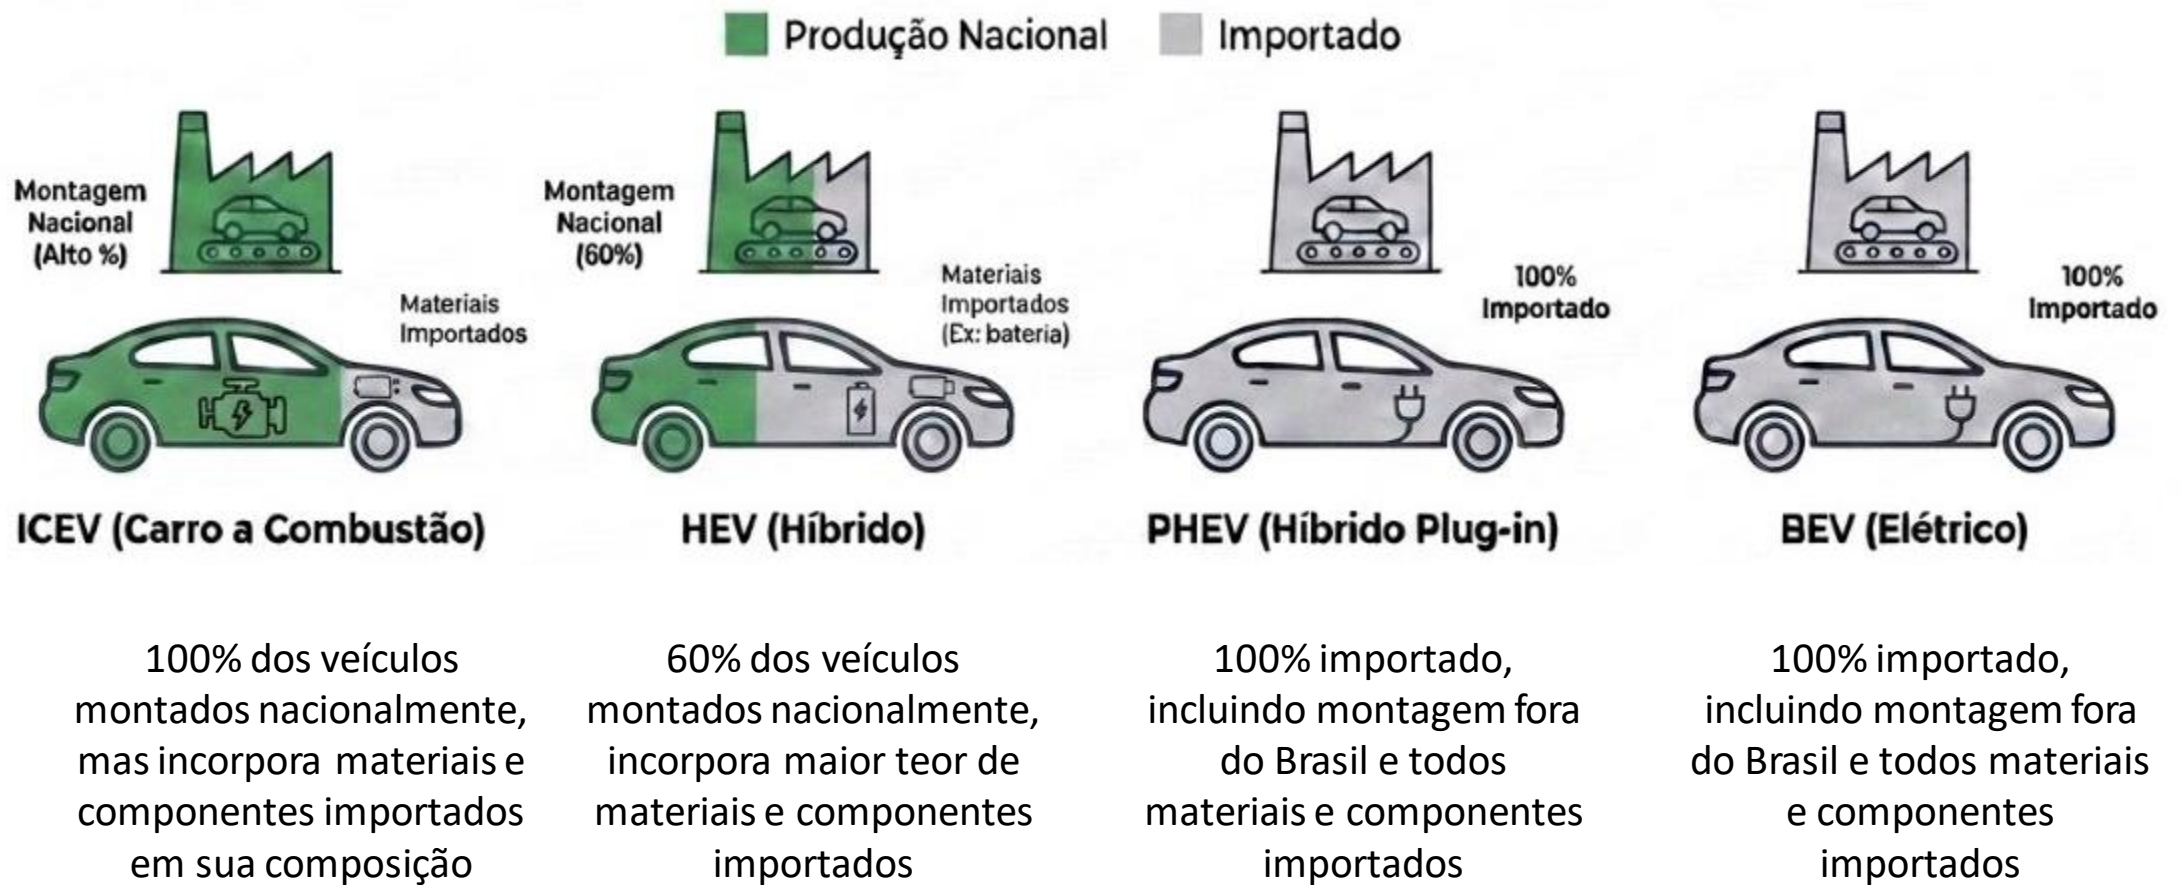 Produção Nacional
Importado
Montagem
Nacional
(Alto %)
Materiais
Importados
ICEV (Carro a Combustão)
100% dos veículos
montados nacionalmente,
mas incorpora materiais e
componentes importados
em sua composição
Montagem
Nacional
(60%)
Materiais
Importados
(Ex: bateria)
HEV (Híbrido)
60% dos veículos
montados nacionalmente,
incorpora maior teor de
materiais e componentes
importados
100%
Importado
PHEV (Híbrido Plug-in)
100% importado,
incluindo montagem fora
do Brasil e todos
materiais e componentes
importados
100%
Importado
BEV (Elétrico)
100% importado,
incluindo montagem fora
do Brasil e todos materiais
e componentes
importados